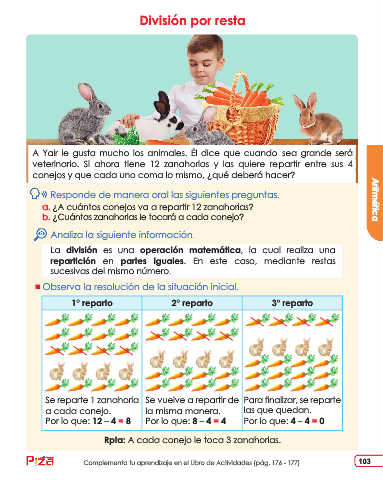 División por resta
A Yair le gusta mucho los animales. Él dice que cuando sea grande será
veterinario. Si ahora tiene 12 zanahorias y las quiere repartir entre sus 4
conejos y que cada uno coma lo mismo, ¿qué deberá hacer?
Aritmética
Responde de manera oral las siguientes preguntas.
a. ¿A cuántos conejos va a repartir 12 zanahorias?
b. ¿Cuántas zanahorias le tocará a cada conejo?
Analiza la siguiente información.
La división es una operación matemática, la cual realiza una
repartición en partes iguales. En este caso, mediante restas
sucesivas del mismo número.
Observa la resolución de la situación inicial.
1° reparto
2° reparto
3° reparto
Se reparte 1 zanahoria
a cada conejo.
Por lo que: 12 – 4 = 8
Se vuelve a repartir de
la misma manera.
Por lo que: 8 – 4 = 4
Para finalizar, se reparte
las que quedan.
Por lo que: 4 – 4 = 0
Rpta: A cada conejo le toca 3 zanahorias.
Complementa tu aprendizaje en el Libro de Actividades (pág. 176 - 177)
103